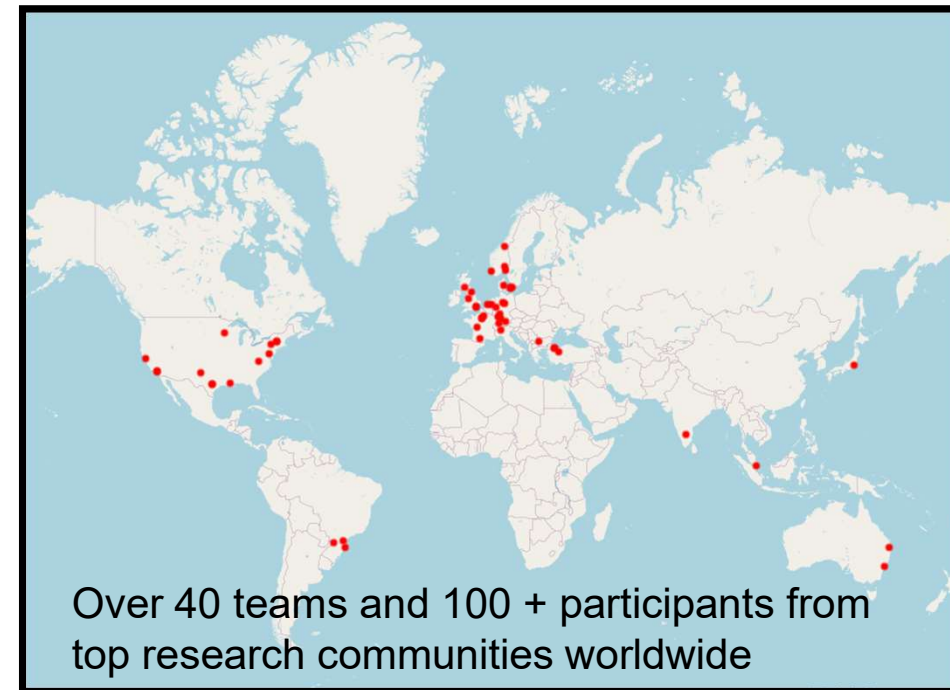 Over 40 teams and 100 + participants from
top research communities worldwide